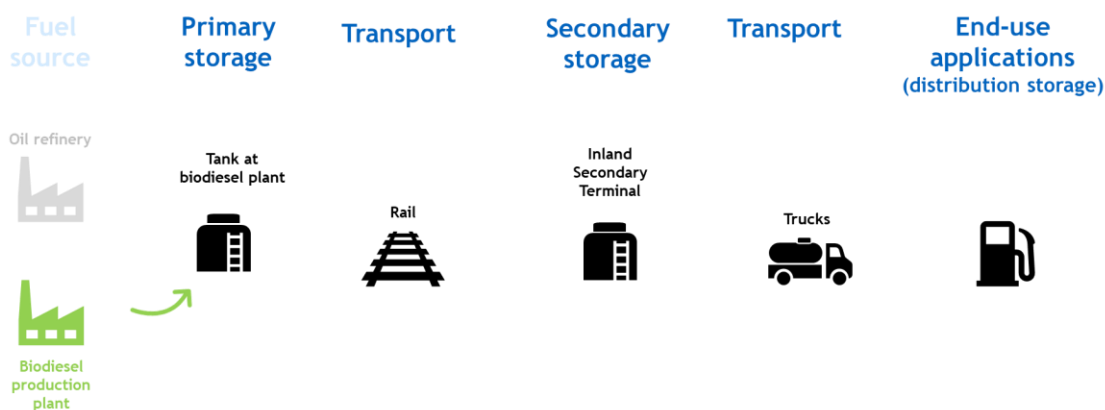 Fuel
source
Primary
storage
Transport
Secondary
storage
Transport
End-use
applications
(distribution storage)
Oil refinery
Tank at
biodiesel plant
Rail
Inland
Secondary
Terminal
Trucks
Biodiesel
production
plant